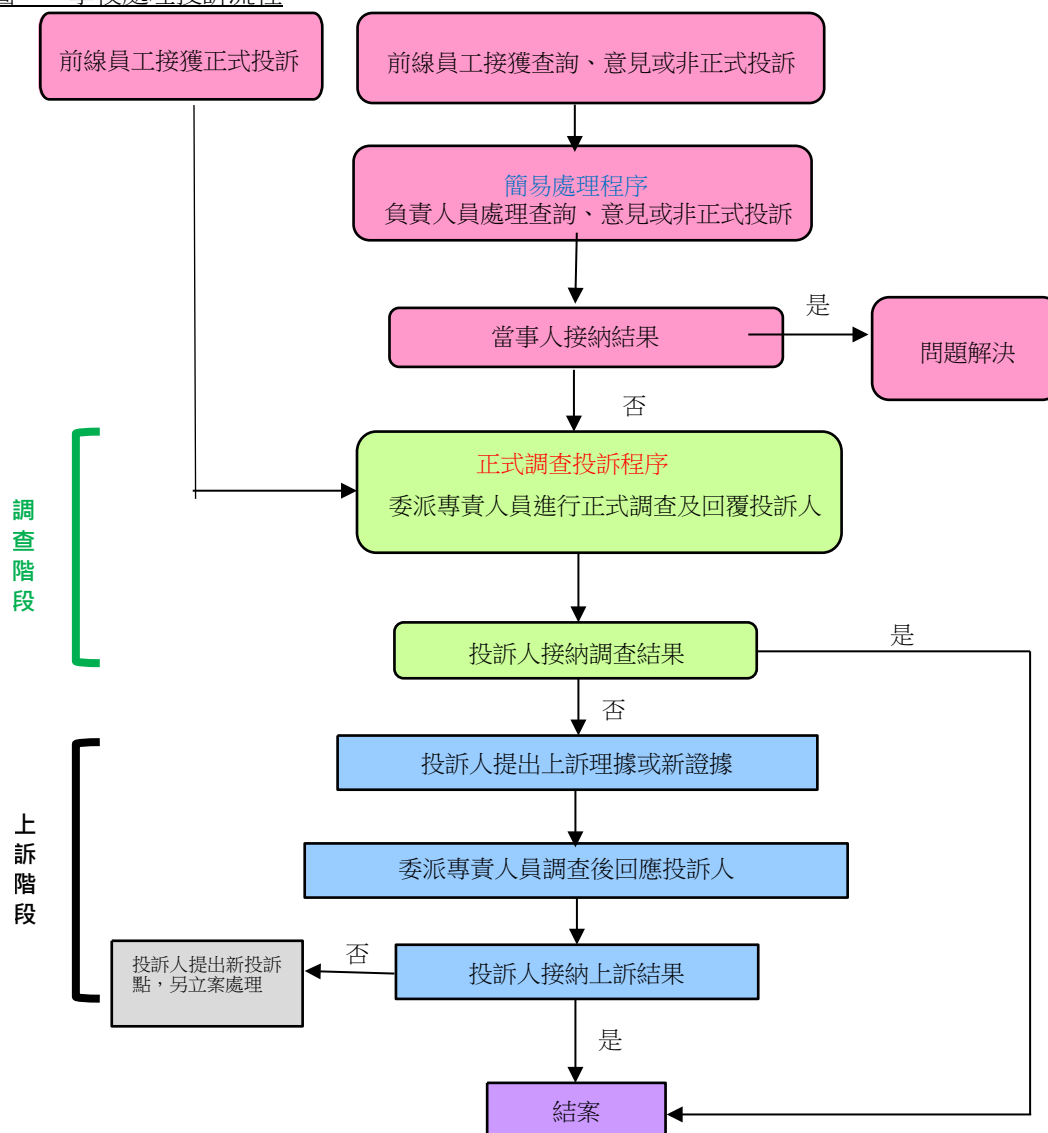 學校處理投訴流程
前線員工接獲正式投訴
前線員工接獲查詢、意見或非正式投訴
簡易處理程序
負責人員處理查詢、意見或非正式投訴
當事人接納結果
是
問題解決
否
正式調查投訴程序
委派專責人員進行正式調查及回覆投訴人
調查階段
投訴人接納調查結果
是
否
投訴人提出上訴理據或新證據
委派專責人員調查後回應投訴人
上訴階段
投訴人接納上訴結果
否
投訴人提出新投訴
點，另立案處理
是
結案